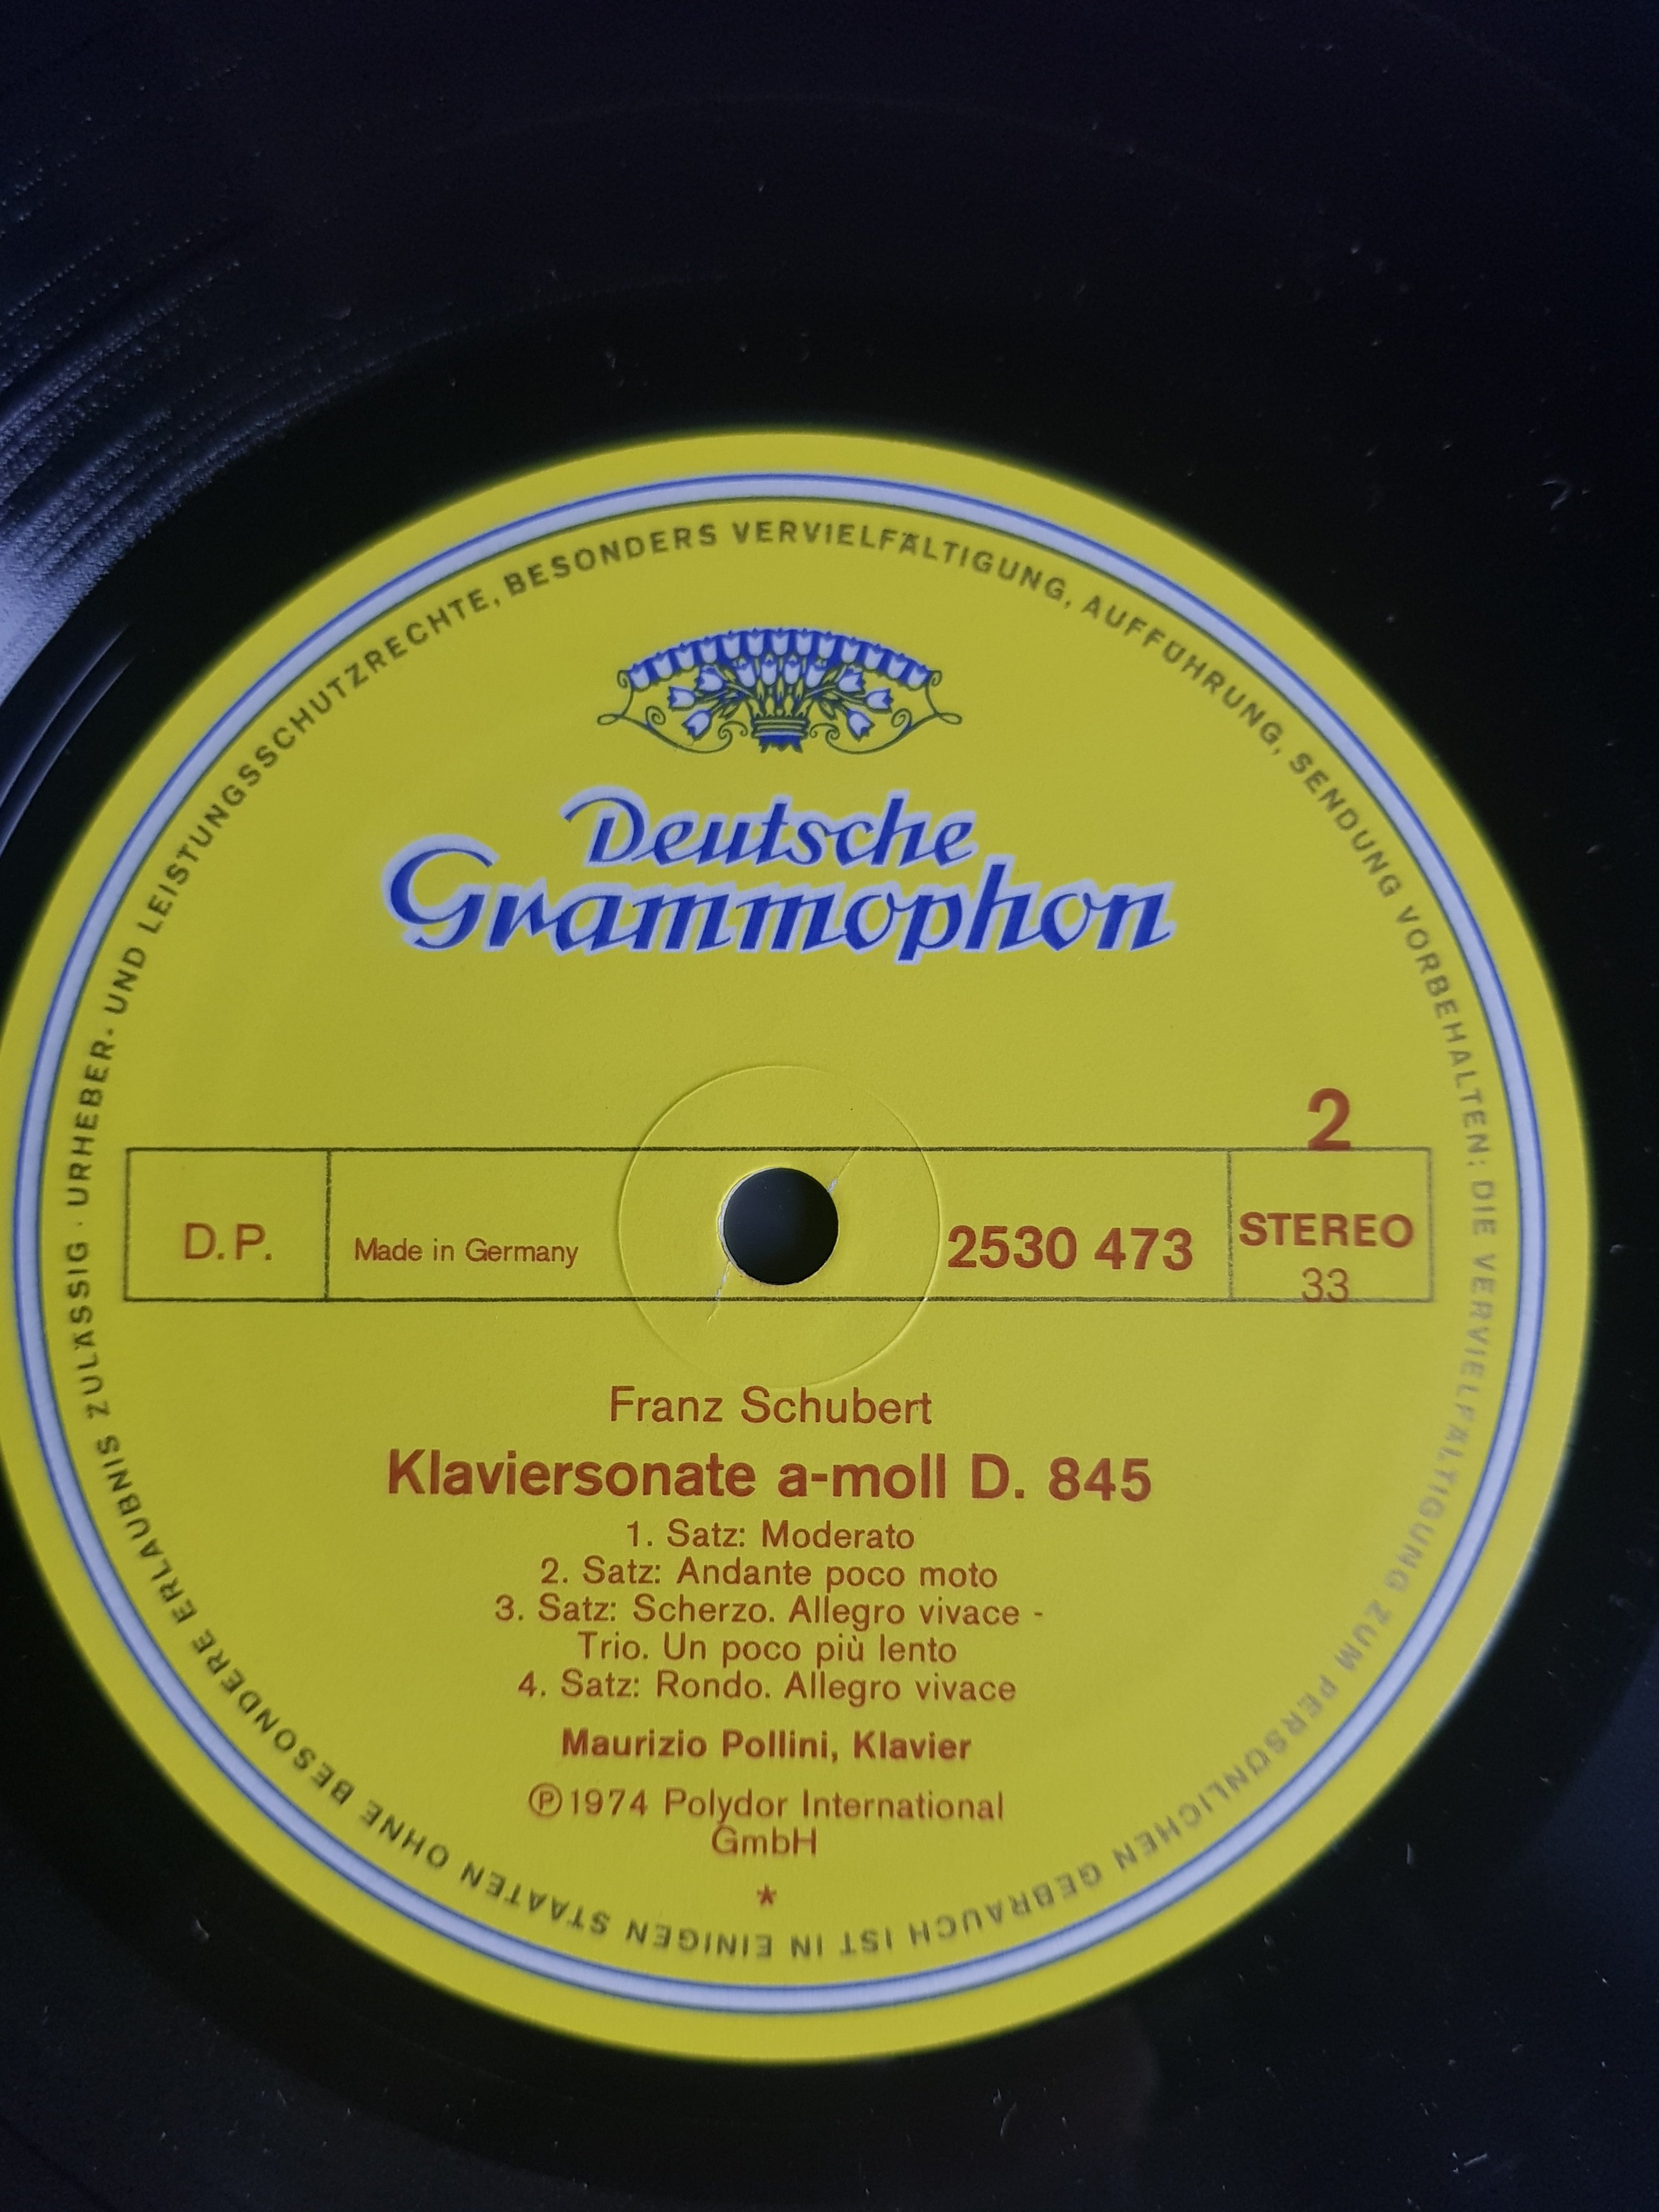 URHEBER- UND LEISTUNGSSCHUTZRECHTE, BESONDERS VERVIELFÄLTIGUNG, AUFFÜHRUNG, SENDUNG VORBEHALTEN: DIE VERVIELFÄLTIGUNG ZUM PERSÖNLICHEN GEBRAUCH IST IN EINIGEN STAATEN OHNE BESONDERE ERLAUBNIS ZULÄSSIG ·
Deutsche
Grammophon
2
D.P.
Made in Germany
2530 473
STEREO
33
Franz Schubert
Klaviersonate a-moll D. 845
1. Satz: Moderato
2. Satz: Andante poco moto
3. Satz: Scherzo. Allegro vivace -
Trio. Un poco più lento
4. Satz: Rondo. Allegro vivace
Maurizio Pollini, Klavier
℗1974 Polydor International
GmbH
*